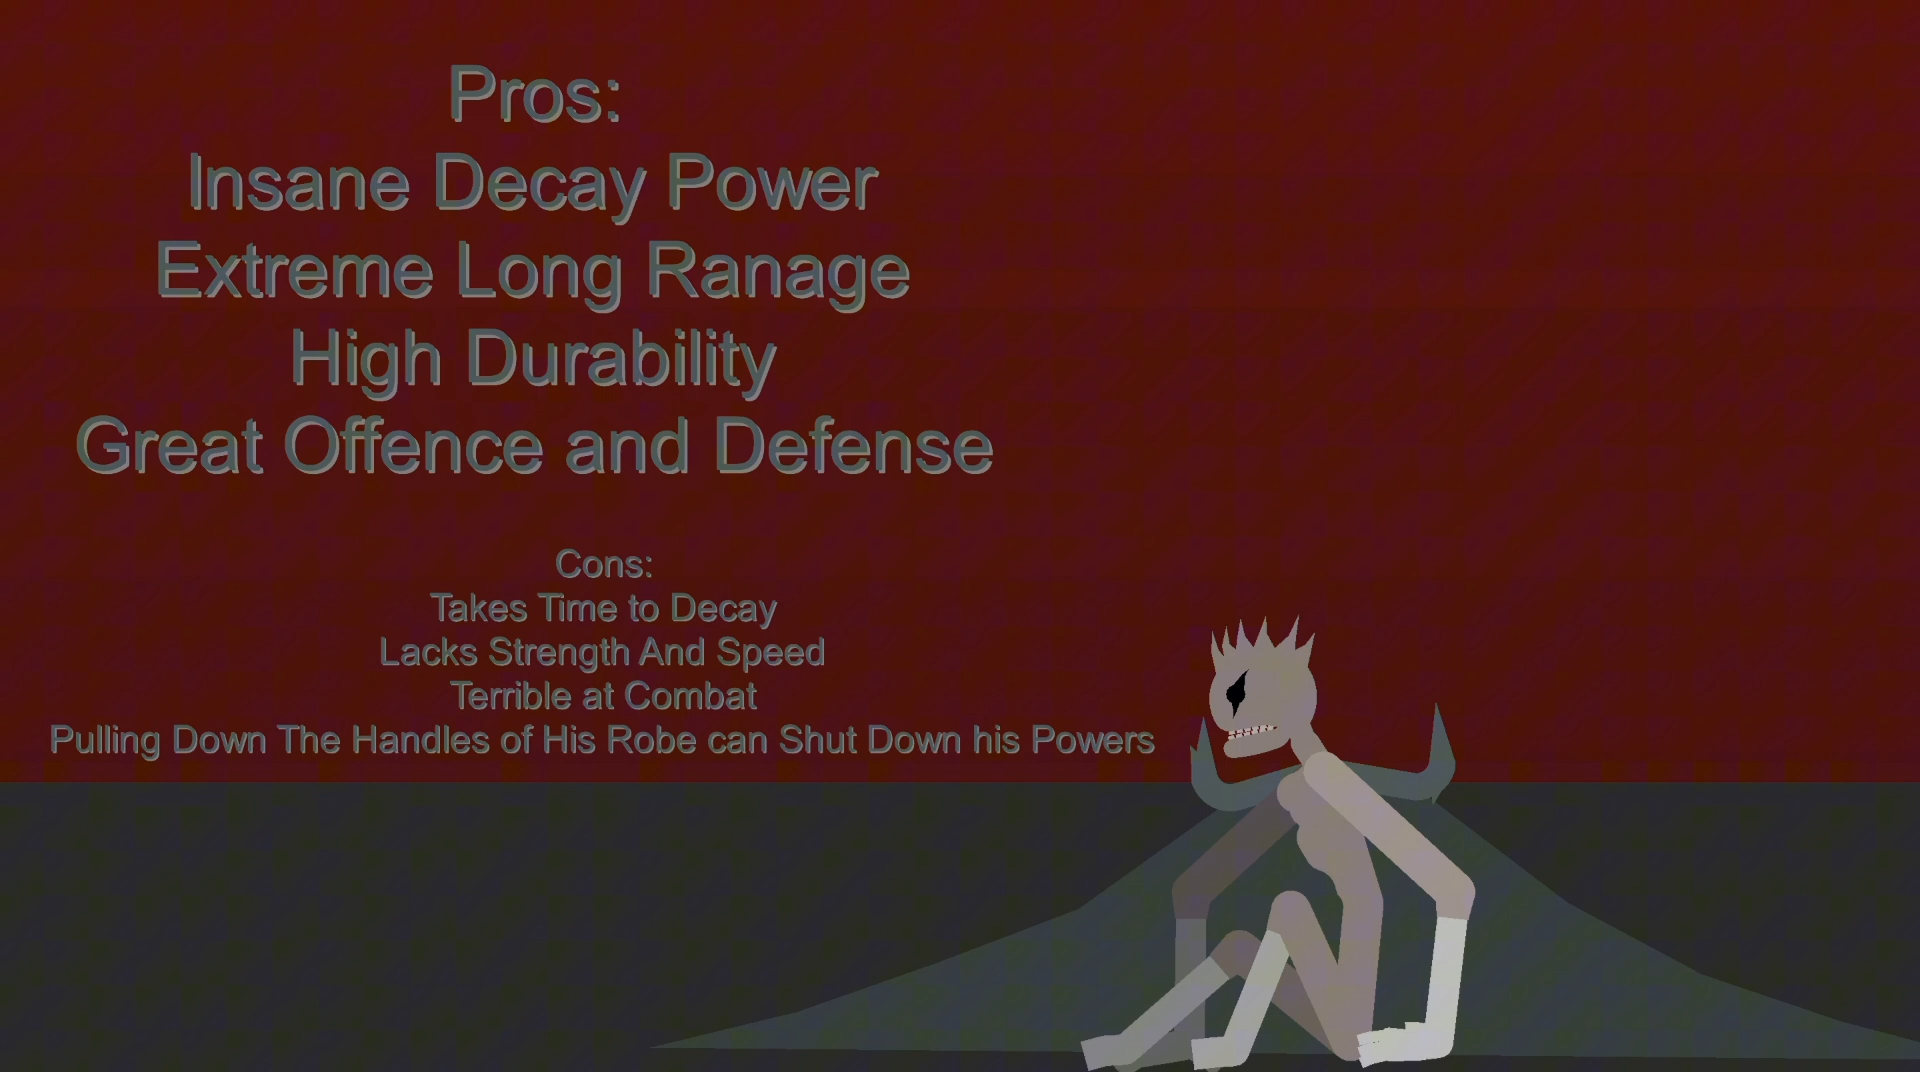 Pros:
Insane Decay Power
Extreme Long Ranage
High Durability
Great Offence and Defense
Cons:
Takes Time to Decay
Lacks Strength And Speed
Terrible at Combat
Pulling Down The Handles of His Robe can Shut Down his Powers